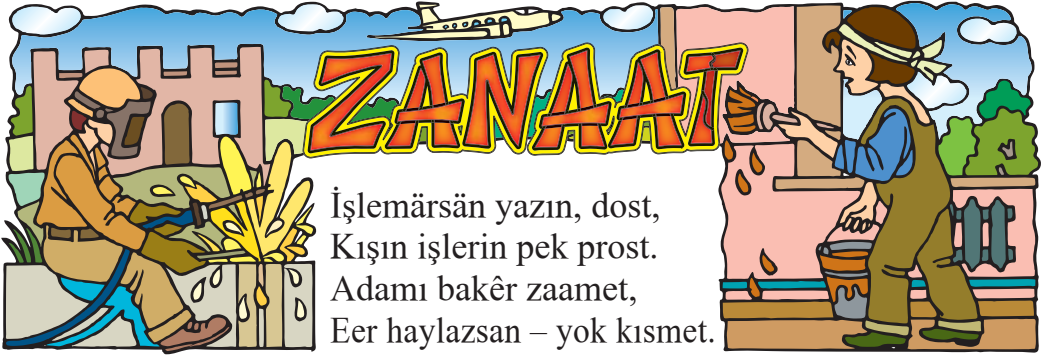 ZANAAT
İşlemärsän yazın, dost,
Kışın işlerin pek prost.
Adamı bakêr zaamet,
Eer haylazsan – yok kısmet.